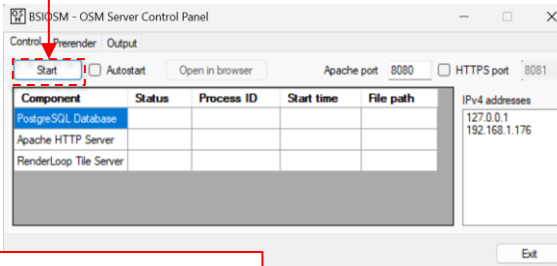 BSIOSM - OSM Server Control Panel
Control Prerender Output
Start Autostart Open in browser Apache port 8080 HTTPS port 8081
Component Status Process ID Start time File path IPv4 addresses
PostgreSQL Database 127.0.0.1
192.168.1.176
Apache HTTP Server
RenderLoop Tile Server
Exit